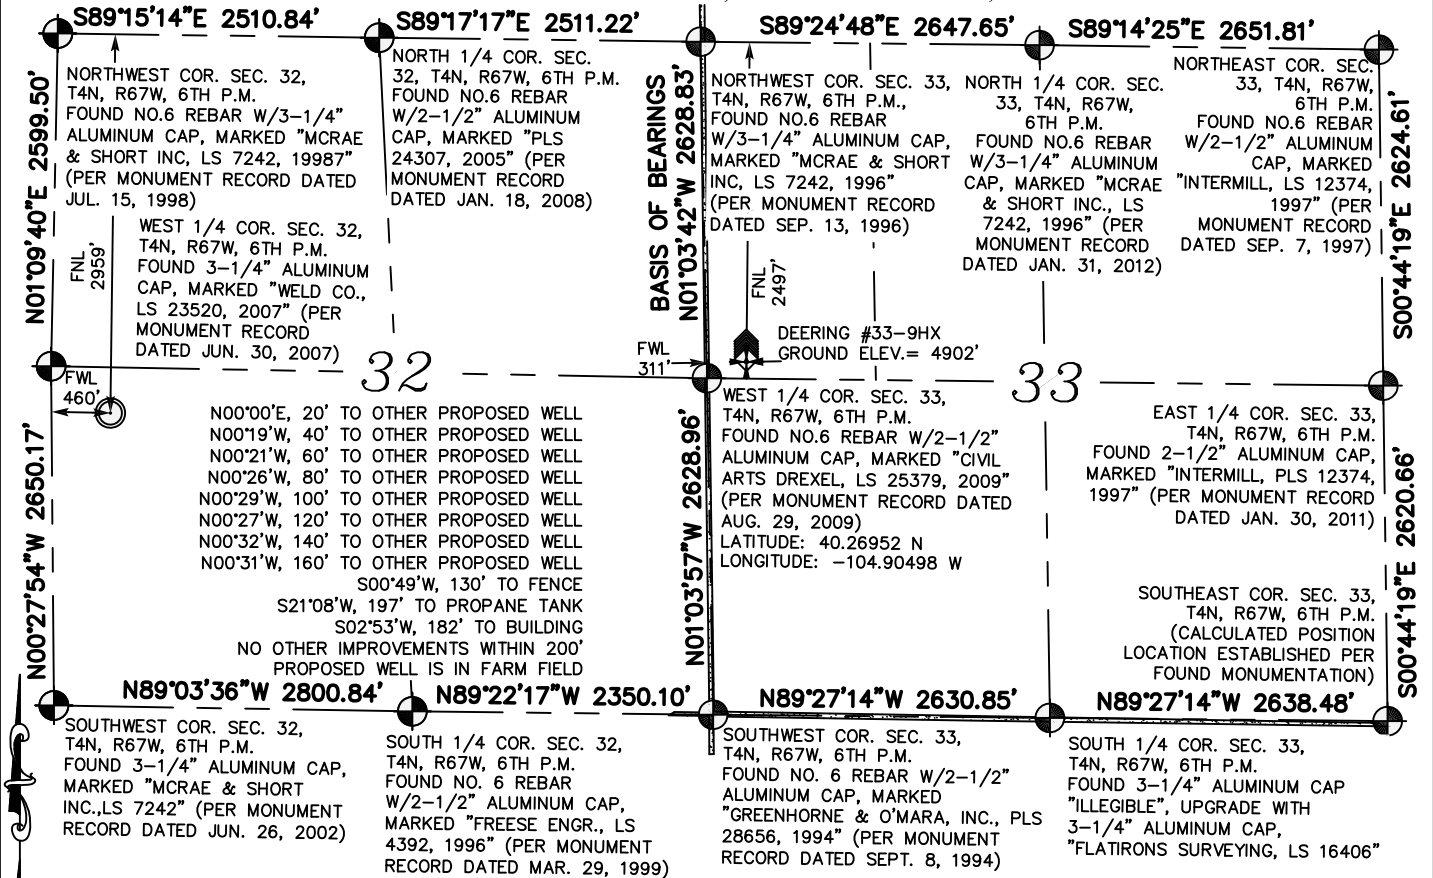 S89°15'14"E 2510.84'
S89°17'17"E 2511.22'
S89°24'48"E 2647.65'
S89°14'25"E 2651.81'
N01°09'40"E 2599.50'
NORTHWEST COR. SEC. 32,
T4N, R67W, 6TH P.M.
FOUND NO.6 REBAR W/3-1/4"
ALUMINUM CAP, MARKED "MCRAE
& SHORT INC, LS 7242, 19987"
(PER MONUMENT RECORD DATED
JUL. 15, 1998)
NORTH 1/4 COR. SEC.
32, T4N, R67W, 6TH P.M.
FOUND NO.6 REBAR
W/2-1/2" ALUMINUM
CAP, MARKED "PLS
24307, 2005" (PER
MONUMENT RECORD
DATED JAN. 18, 2008)
BASIS OF BEARINGS
N01°03'42"W 2628.83'
NORTHWEST COR. SEC. 33,
T4N, R67W, 6TH P.M.,
FOUND NO.6 REBAR
W/3-1/4" ALUMINUM CAP,
MARKED "MCRAE & SHORT
INC, LS 7242, 1996"
(PER MONUMENT RECORD
DATED SEP. 13, 1996)
NORTH 1/4 COR. SEC.
33, T4N, R67W,
6TH P.M.
FOUND NO.6 REBAR
W/3-1/4" ALUMINUM
CAP, MARKED "MCRAE
& SHORT INC., LS
7242, 1996" (PER
MONUMENT RECORD
DATED JAN. 31, 2012)
NORTHEAST COR. SEC.
33, T4N, R67W,
6TH P.M.
FOUND NO.6 REBAR
W/2-1/2" ALUMINUM
CAP, MARKED
"INTERMILL, LS 12374,
1997" (PER
MONUMENT RECORD
DATED SEP. 7, 1997)
S00°44'19"E 2624.61'
FNL
2959'
WEST 1/4 COR. SEC. 32,
T4N, R67W, 6TH P.M.
FOUND 3-1/4" ALUMINUM
CAP, MARKED "WELD CO.,
LS 23520, 2007" (PER
MONUMENT RECORD
DATED JUN. 30, 2007)
FNL
2497'
DEERING #33-9HX
GROUND ELEV.= 4902'
FWL
311'
32
33
FWL
460'
N00°27'54"W 2650.17'
N00°00'E, 20' TO OTHER PROPOSED WELL
N00°19'W, 40' TO OTHER PROPOSED WELL
N00°21'W, 60' TO OTHER PROPOSED WELL
N00°26'W, 80' TO OTHER PROPOSED WELL
N00°29'W, 100' TO OTHER PROPOSED WELL
N00°27'W, 120' TO OTHER PROPOSED WELL
N00°32'W, 140' TO OTHER PROPOSED WELL
N00°31'W, 160' TO OTHER PROPOSED WELL
S00°49'W, 130' TO FENCE
S21°08'W, 197' TO PROPANE TANK
S02°53'W, 182' TO BUILDING
NO OTHER IMPROVEMENTS WITHIN 200'
PROPOSED WELL IS IN FARM FIELD
N01°03'57"W 2628.96'
WEST 1/4 COR. SEC. 33,
T4N, R67W, 6TH P.M.
FOUND NO.6 REBAR W/2-1/2"
ALUMINUM CAP, MARKED "CIVIL
ARTS DREXEL, LS 25379, 2009"
(PER MONUMENT RECORD DATED
AUG. 29, 2009)
LATITUDE: 40.26952 N
LONGITUDE: -104.90498 W
EAST 1/4 COR. SEC. 33,
T4N, R67W, 6TH P.M.
FOUND 2-1/2" ALUMINUM CAP,
MARKED "INTERMILL, PLS 12374,
1997" (PER MONUMENT RECORD
DATED JAN. 30, 2011)
SOUTHEAST COR. SEC. 33,
T4N, R67W, 6TH P.M.
(CALCULATED POSITION
LOCATION ESTABLISHED PER
FOUND MONUMENTATION)
S00°44'19"E 2620.66'
N89°03'36"W 2800.84'
N89°22'17"W 2350.10'
N89°27'14"W 2630.85'
N89°27'14"W 2638.48'
SOUTHWEST COR. SEC. 32,
T4N, R67W, 6TH P.M.
FOUND 3-1/4" ALUMINUM CAP,
MARKED "MCRAE & SHORT
INC.,LS 7242" (PER MONUMENT
RECORD DATED JUN. 26, 2002)
SOUTH 1/4 COR. SEC. 32,
T4N, R67W, 6TH P.M.
FOUND NO. 6 REBAR
W/2-1/2" ALUMINUM CAP,
MARKED "FREESE ENGR., LS
4392, 1996" (PER MONUMENT
RECORD DATED MAR. 29, 1999)
SOUTHWEST COR. SEC. 33,
T4N, R67W, 6TH P.M.
FOUND NO. 6 REBAR W/2-1/2"
ALUMINUM CAP, MARKED
"GREENHORNE & O'MARA, INC., PLS
28656, 1994" (PER MONUMENT
RECORD DATED SEPT. 8, 1994)
SOUTH 1/4 COR. SEC. 33,
T4N, R67W, 6TH P.M.
FOUND 3-1/4" ALUMINUM CAP
"ILLEGIBLE", UPGRADE WITH
3-1/4" ALUMINUM CAP,
"FLATIRONS SURVEYING, LS 16406"